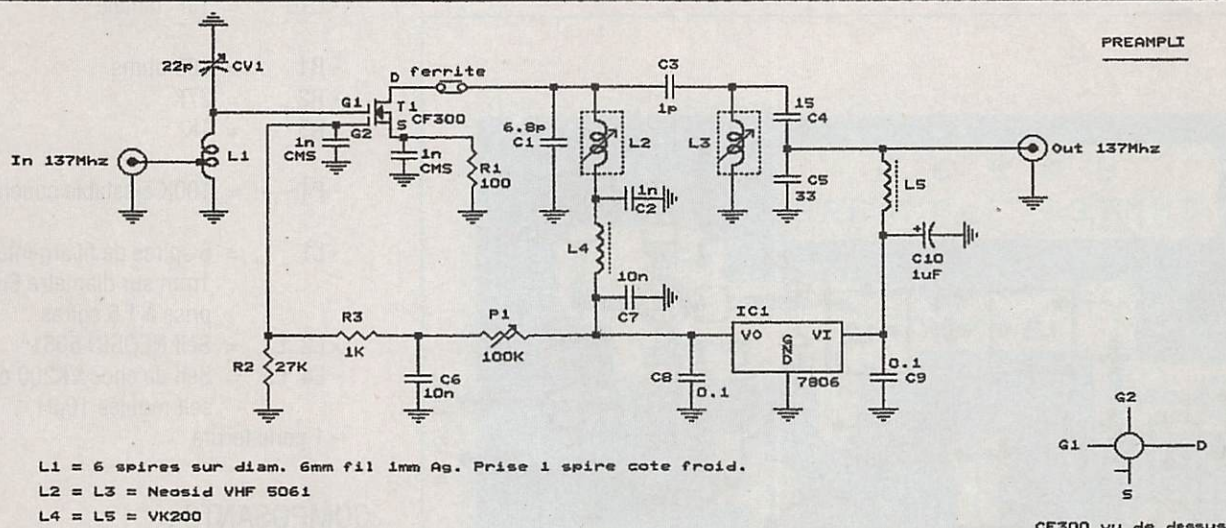 PREAMPLI
22p
CV1
In 137Mhz
L1
G1
G2
D
ferrite
T1
CF300
S
1n
CMS
1n
CMS
R1
100
6.8p
C1
L2
C3
1p
L3
15
C4
C5
33
Out 137Mhz
L5
1n
C2
L4
10n
C7
+
C10
1uF
R2
27K
R3
1K
C6
10n
P1
100K
C8
0.1
IC1
VO
GND
VI
7806
0.1
C9
G2
G1
D
S
L1 = 6 spires sur diam. 6mm fil 1mm Ag. Prise 1 spire cote froid.
L2 = L3 = Neosid VHF 5061
L4 = L5 = VK200
CF300 vu de dessus